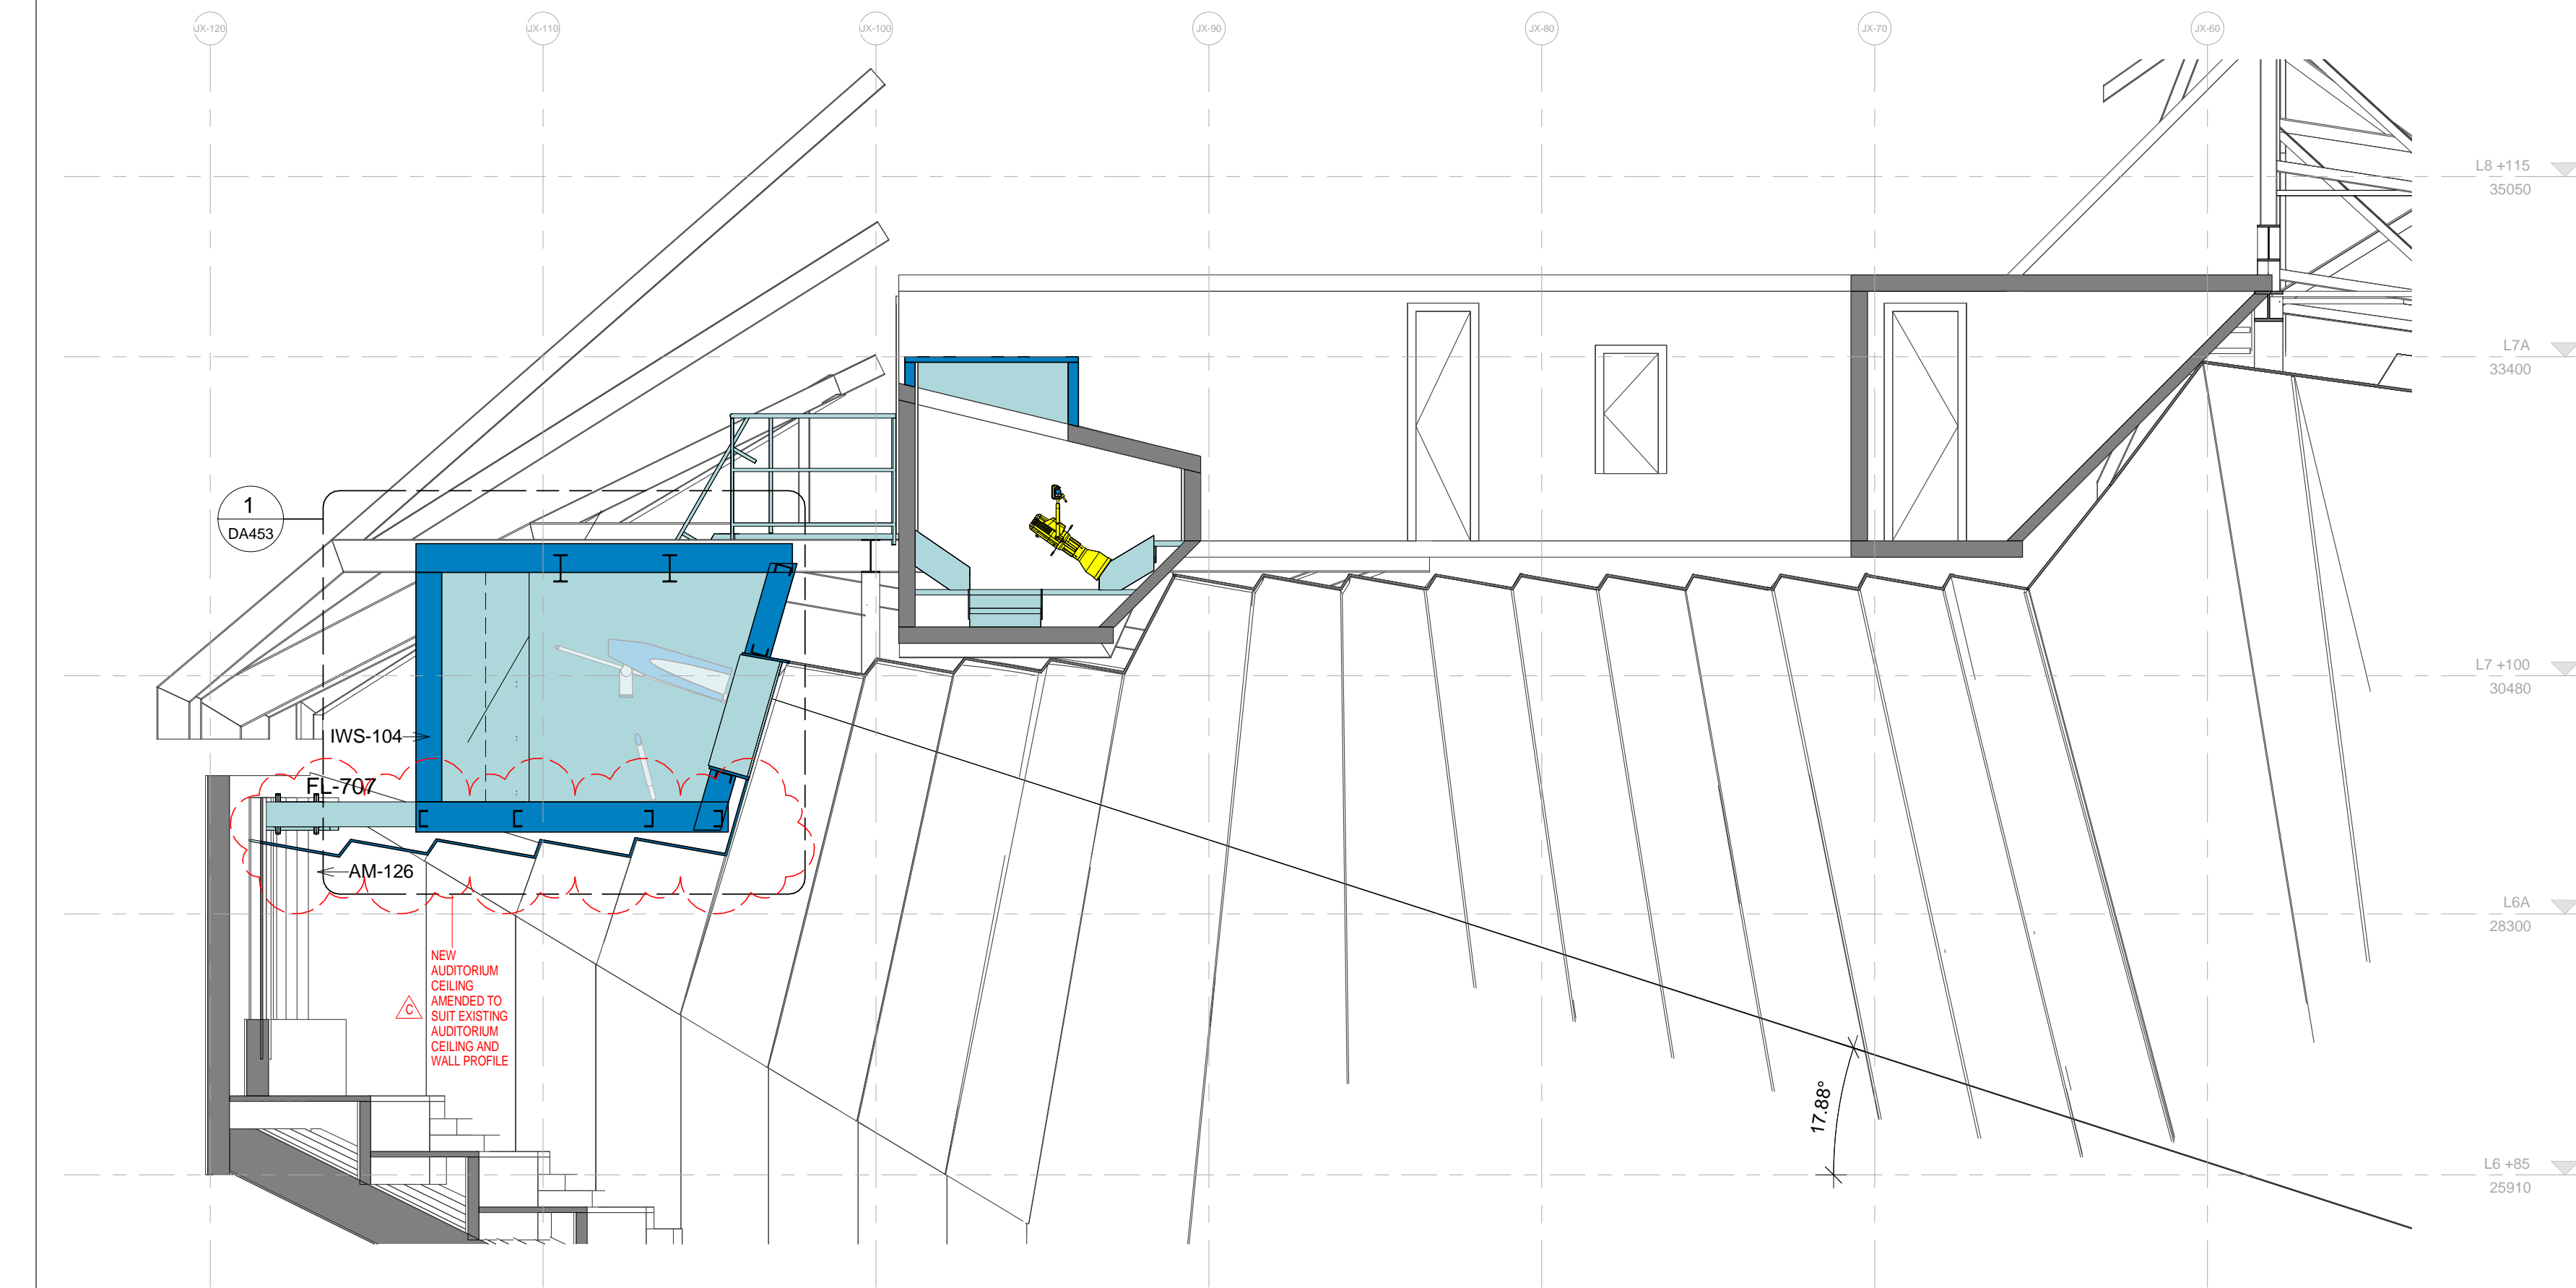 JX-120
JX-110
JX-100
JX-90
JX-80
JX-70
JX-60
L8 +115
35050
L7A
33400
1
DA453
L7 +100
30480
IWS-104
FL-707
AM-126
L6A
28300
NEW
AUDITORIUM
CEILING
AMENDED TO
C
SUIT EXISTING
AUDITORIUM
CEILING AND
WALL PROFILE
17.88°
L6 +85
25910